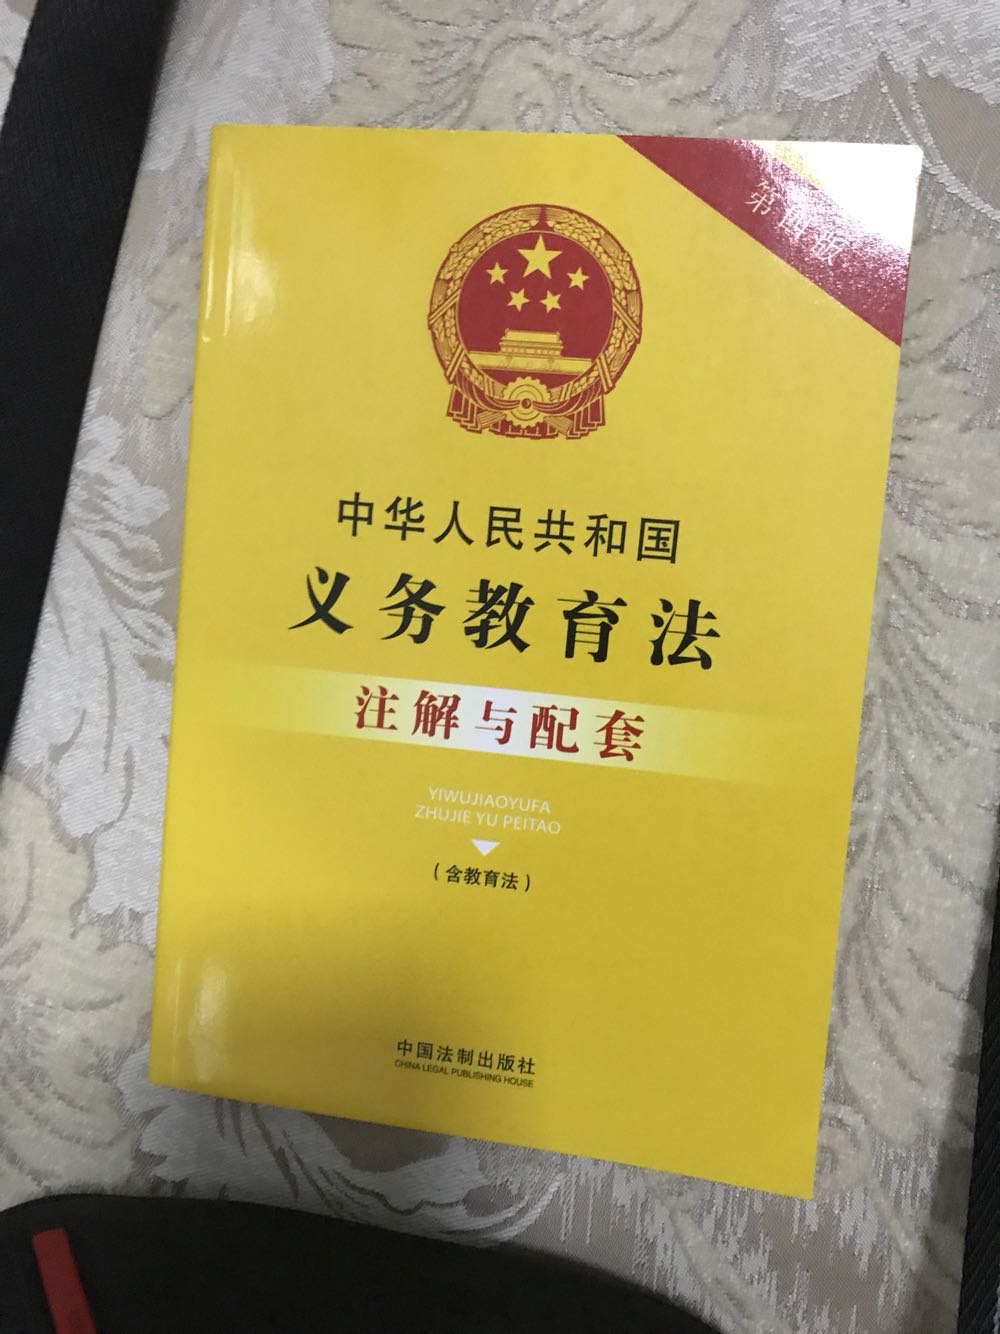 第四版
中华人民共和国
义务教育法
注解与配套
YIWUJIAOYUFA
ZHUJIE YU PEITAO
（含教育法）
中国法制出版社
CHINA LEGAL PUBLISHING HOUSE